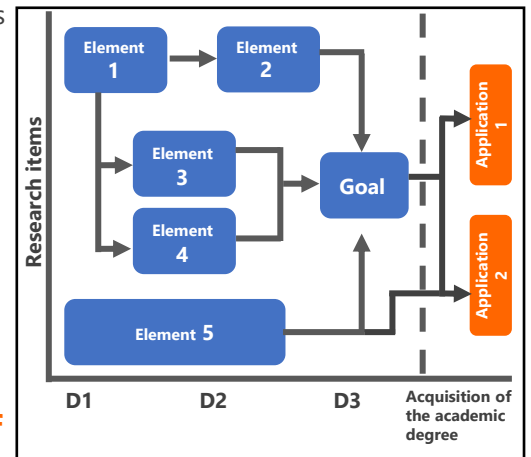 s
Research items
Element
1
Element
2
Element
3
Element
4
Element 5
Goal
Application
1
Application
2
D1
D2
D3
Acquisition of
the academic
degree
: